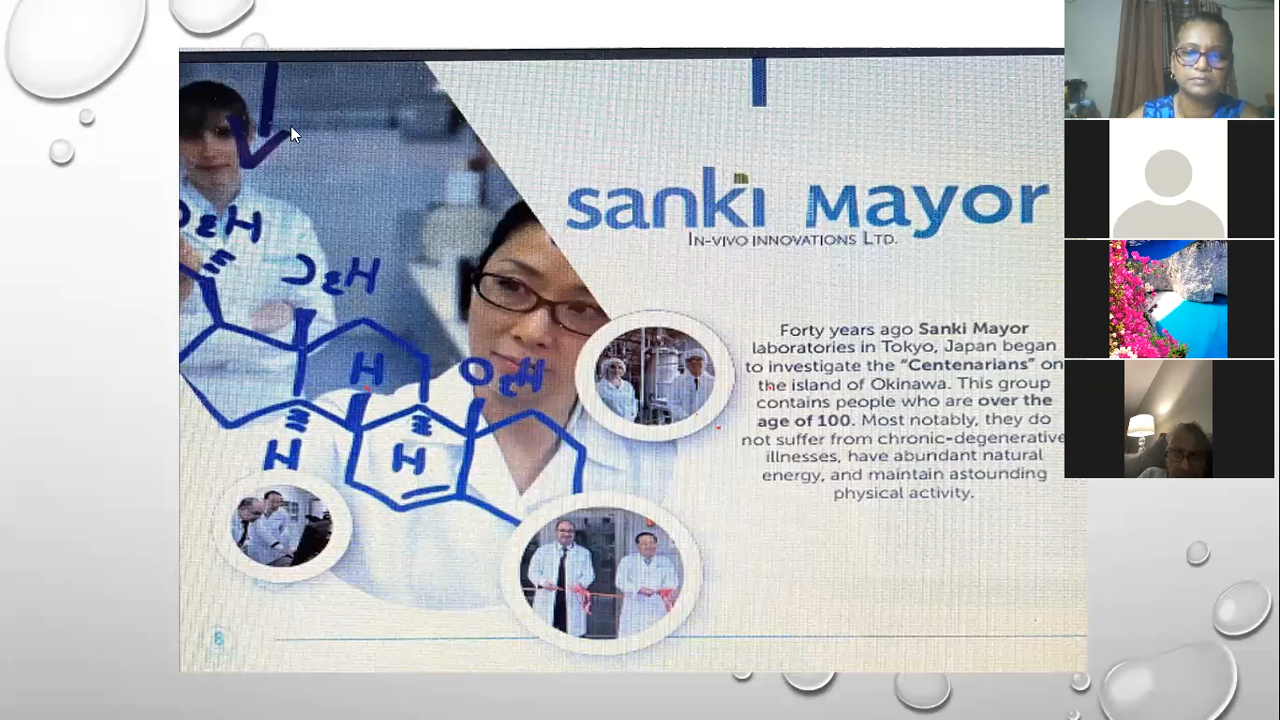 sanki Mayor
In-vivo innovations Ltd.
Forty years ago Sanki Mayor
laboratories in Tokyo, Japan began
to investigate the “Centenarians” on
the island of Okinawa. This group
contains people who are over the
age of 100. Most notably, they do
not suffer from chronic-degenerative
illnesses, have abundant natural
energy, and maintain astounding
physical activity.
H
H
H
8